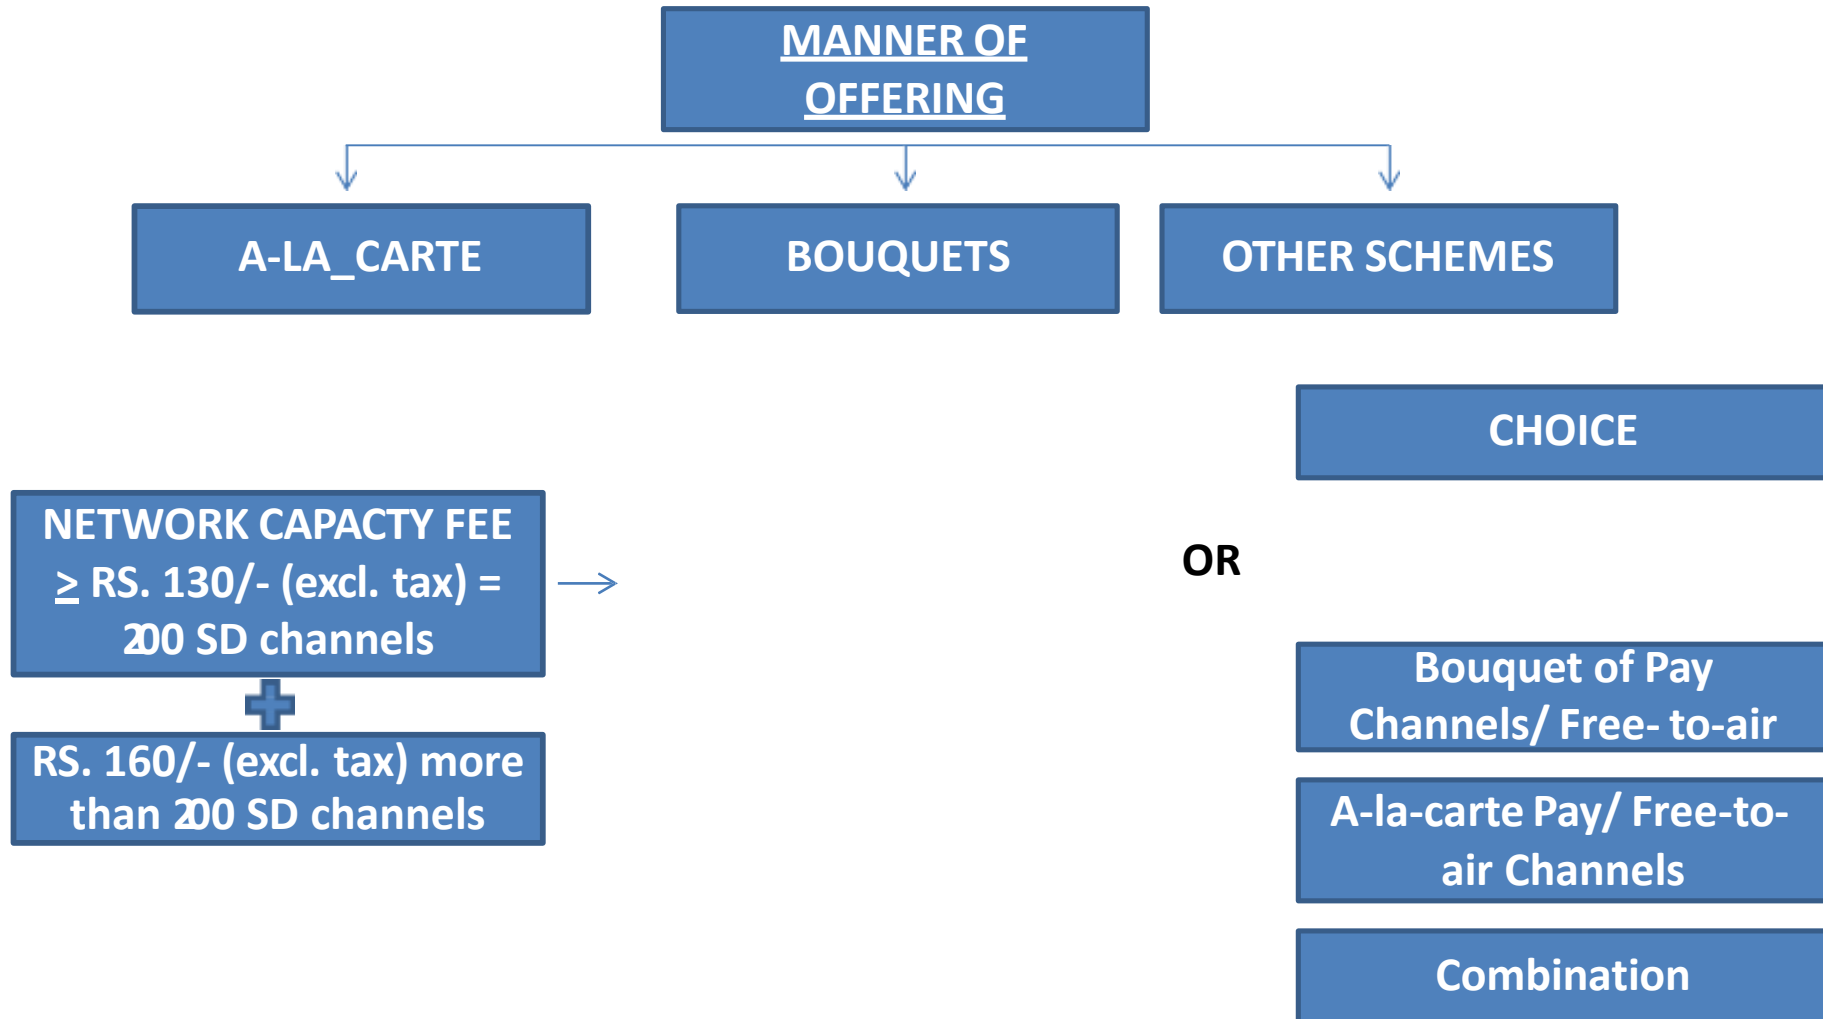 MANNER OF
OFFERING
A-LA_CARTE
BOUQUETS
OTHER SCHEMES
CHOICE
NETWORK CAPACTY FEE
≥ RS. 130/- (excl. tax) =
200 SD channels
OR
RS. 160/- (excl. tax) more
than 200 SD channels
Bouquet of Pay
Channels/ Free- to-air
A-la-carte Pay/ Free-to-
air Channels
Combination